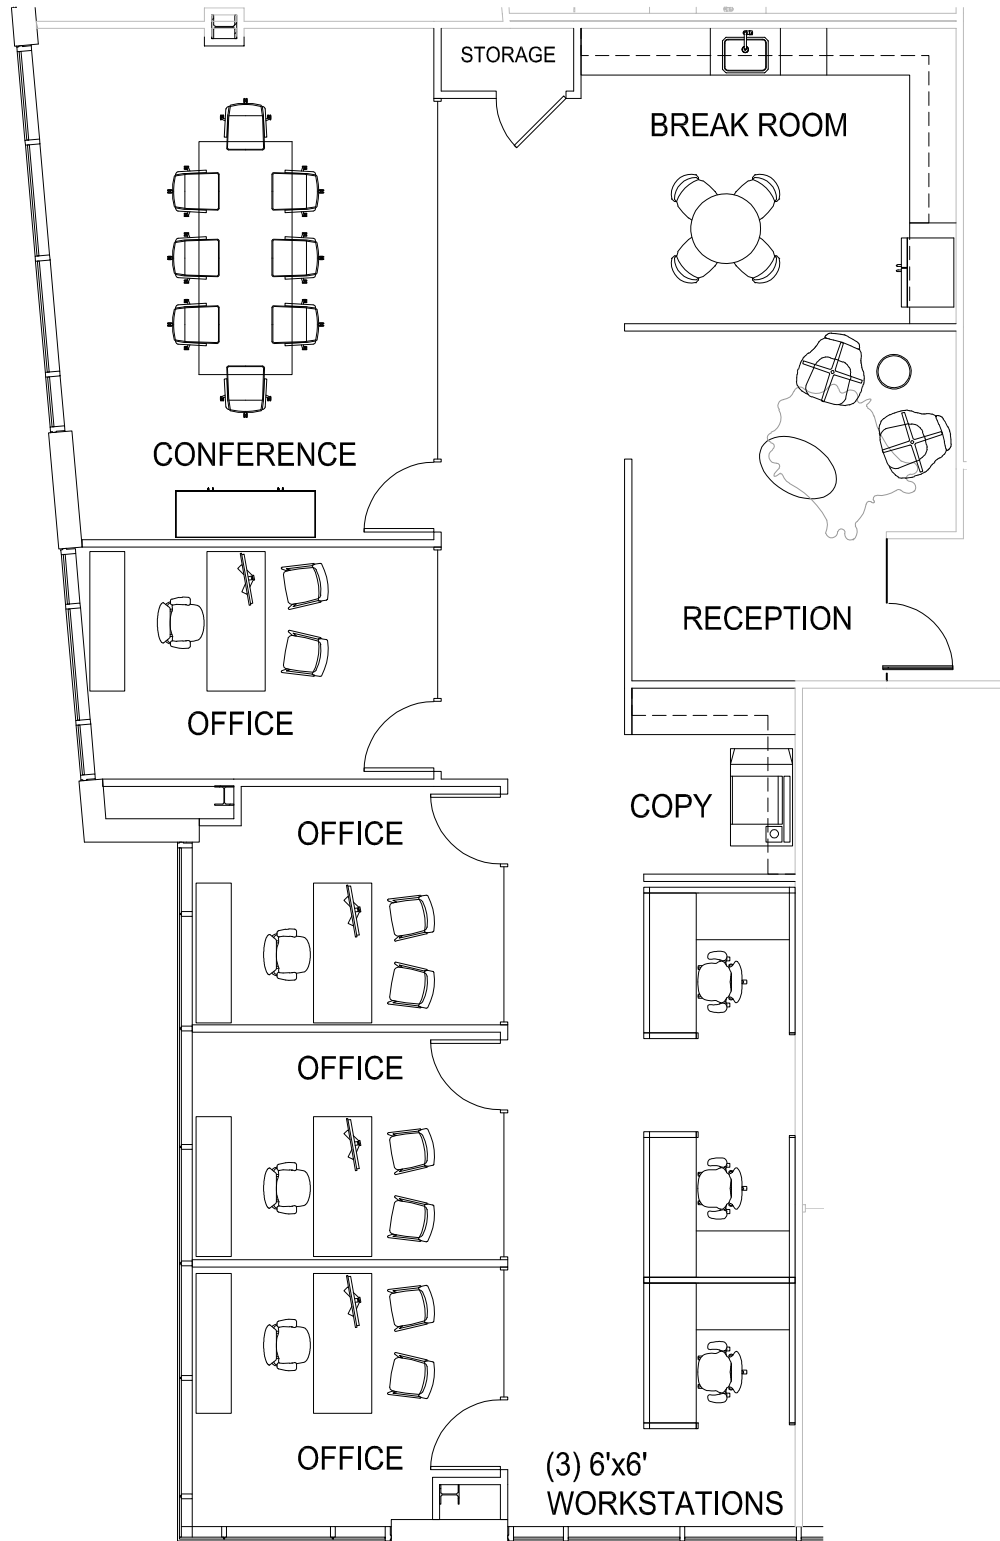 STORAGE
BREAK ROOM
CONFERENCE
RECEPTION
OFFICE
COPY
OFFICE
OFFICE
OFFICE
(3) 6'x6'
WORKSTATIONS